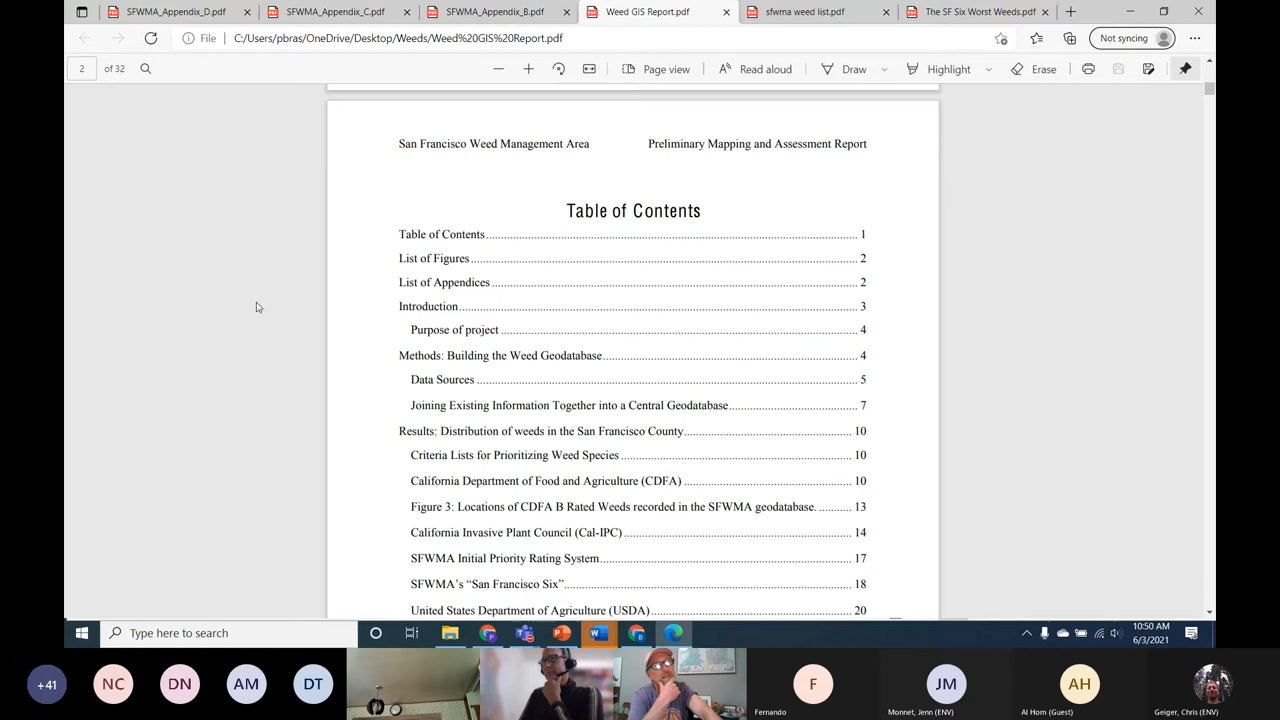 SFWMA_Appendix_D.pdf
SFWMA_Appendix_C.pdf
SFWMA_Appendix_B.pdf
Weed GIS Report.pdf
sfwma weed list.pdf
The SF Six Worst Weeds.pdf
File C:/Users/pbras/OneDrive/Desktop/Weeds/Weed%20GIS%20Report.pdf
Not syncing
2 of 32
Page view
Read aloud
Draw
Highlight
Erase
San Francisco Weed Management Area Preliminary Mapping and Assessment Report
Table of Contents
Table of Contents 1
List of Figures 2
List of Appendices 2
Introduction 3
Purpose of project 4
Methods: Building the Weed Geodatabase 4
Data Sources 5
Joining Existing Information Together into a Central Geodatabase 7
Results: Distribution of weeds in the San Francisco County 10
Criteria Lists for Prioritizing Weed Species 10
California Department of Food and Agriculture (CDFA) 10
Figure 3: Locations of CDFA B Rated Weeds recorded in the SFWMA geodatabase. 13
California Invasive Plant Council (Cal-IPC) 14
SFWMA Initial Priority Rating System 17
SFWMA's “San Francisco Six” 18
United States Department of Agriculture (USDA) 20
Type here to search
10:50 AM
6/3/2021
+41
NC
DN
AM
DT
F
JM
AH
Fernando
Monnet, Jenn (ENV)
Al Hom (Guest)
Geiger, Chris (ENV)